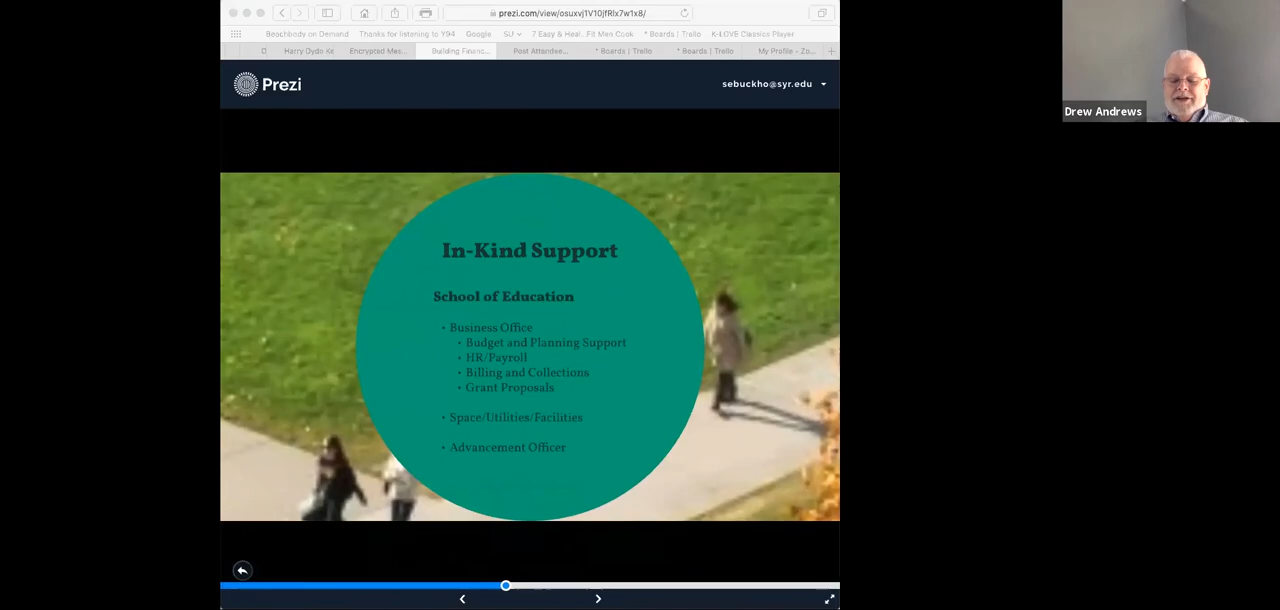 prezi.com/view/osuxvj1V10jfRlx7w1x8/
Beachbody on Demand Thanks for listening to Y94 Google SU 7 Easy & Heal...Fit Men Cook * Boards | Trello K-LOVE Classics Player
Harry Dydo Ke Encrypted Mes... Building Financ... Post Attendee... * Boards | Trello * Boards | Trello My Profile - Zo...
Prezi
sebuckho@syr.edu
Drew Andrews
In-Kind Support
School of Education
• Business Office
• Budget and Planning Support
• HR/Payroll
• Billing and Collections
• Grant Proposals
• Space/Utilities/Facilities
• Advancement Officer